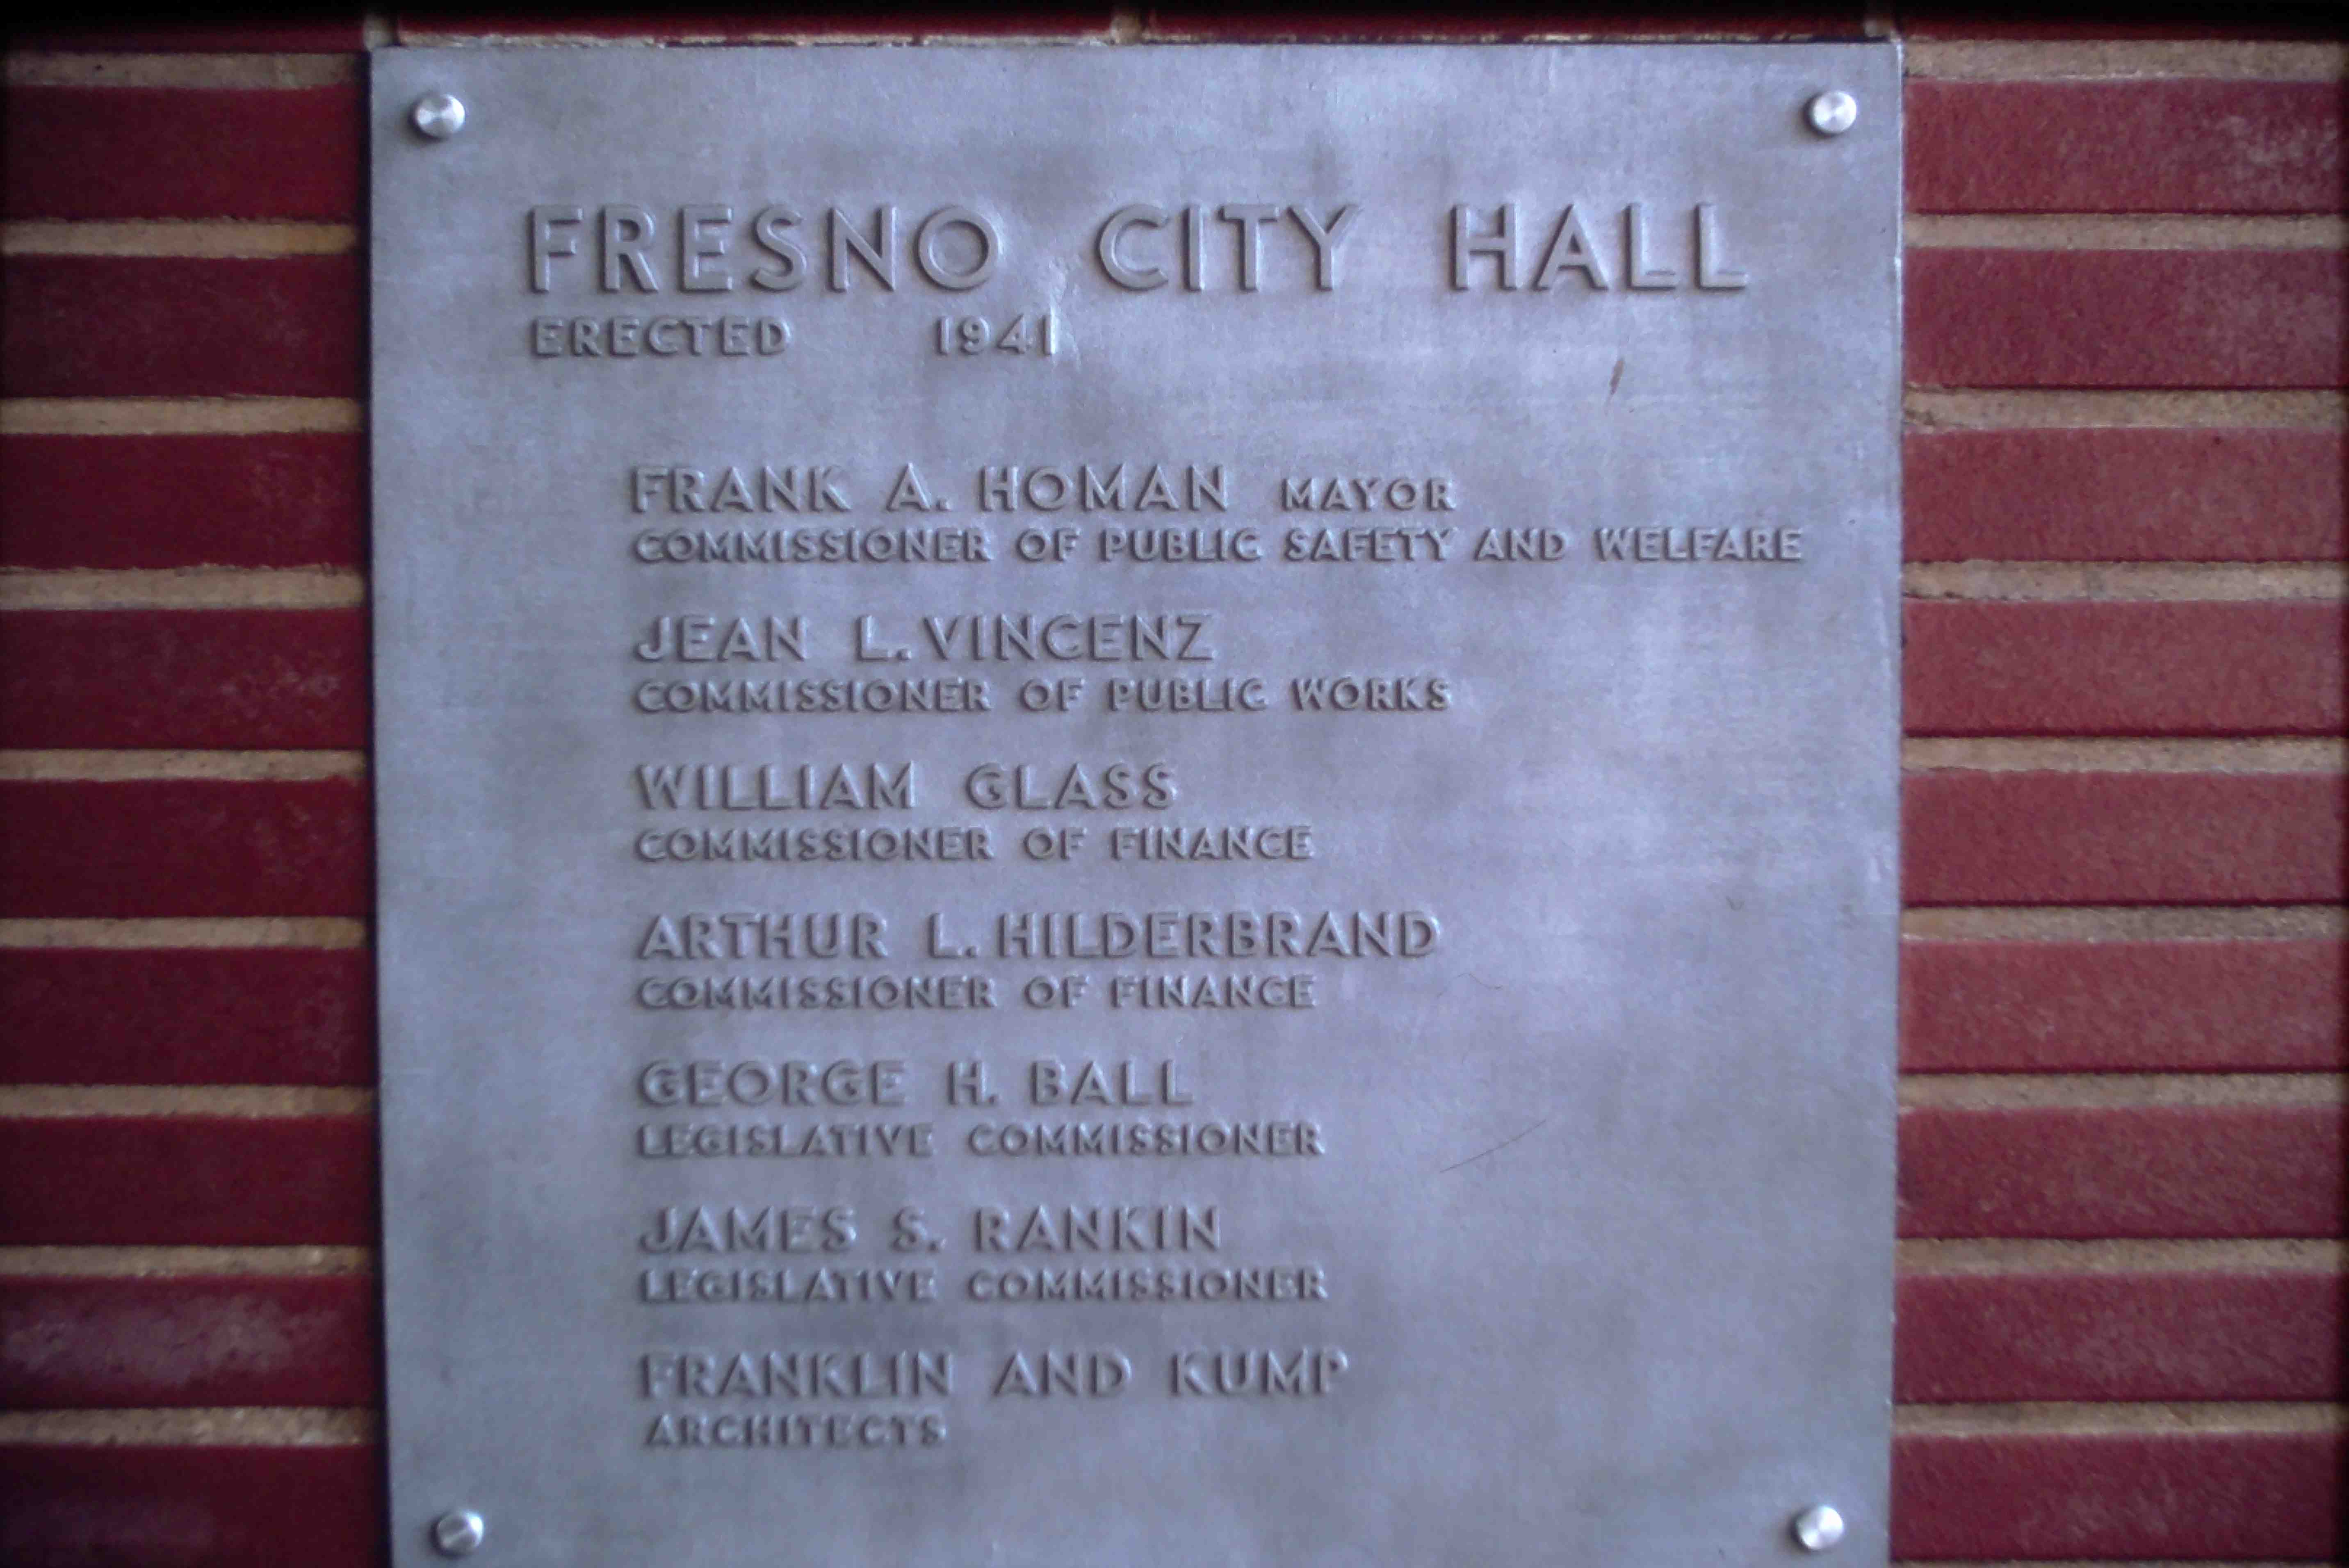 FRESNO CITY HALL
ERECTED 1941
FRANK A. HOMAN MAYOR
COMMISSIONER OF PUBLIC SAFETY AND WELFARE
JEAN L. VINCENZ
COMMISSIONER OF PUBLIC WORKS
WILLIAM GLASS
COMMISSIONER OF FINANCE
ARTHUR L. HILDERBRAND
COMMISSIONER OF FINANCE
GEORGE H. BALL
LEGISLATIVE COMMISSIONER
JAMES S. RANKIN
LEGISLATIVE COMMISSIONER
FRANKLIN AND KUMP
ARCHITECTS